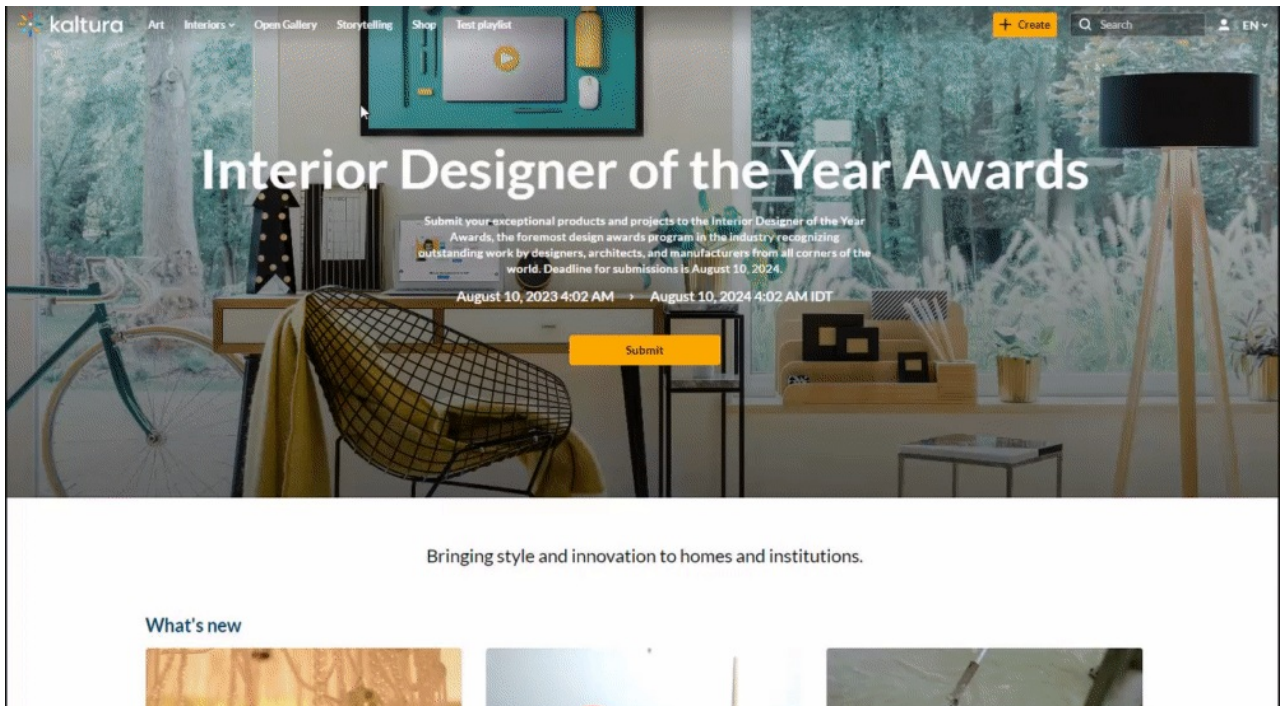 kaltura
Art Interiors Open Gallery Storytelling Shop Test playlist
+ Create Search EN
Interior Designer of the Year Awards
Submit your exceptional products and projects to the Interior Designer of the Year
Awards, the foremost design awards program in the industry recognizing
outstanding work by designers, architects, and manufacturers from all corners of the
world. Deadline for submissions is August 10, 2024.
August 10, 2023 4:02 AM › August 10, 2024 4:02 AM IDT
Submit
Bringing style and innovation to homes and institutions.
What's new